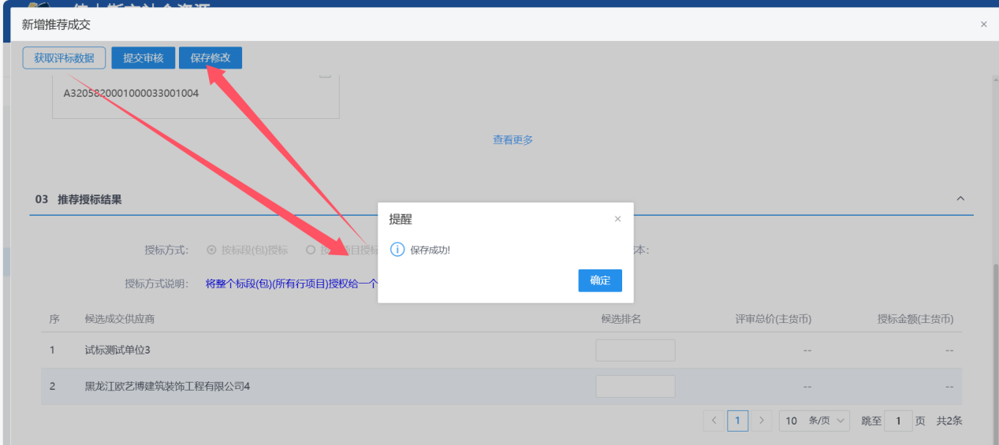 新增推荐成交
获取评标数据 提交审核 保存修改
A3205820001000033001004
查看更多
03 推荐授标结果
提醒
保存成功!
确定
授标方式: 按标段(包)授标 按 项目授标 本:
授标方式说明: 将整个标段(包)(所有行项目)授权给一个
序 候选成交供应商 候选排名 评审总价(主货币) 授标金额(主货币)
1 试标测试单位3 -- --
2 黑龙江欧艺博建筑装饰工程有限公司4 -- --
1 10 条/页 跳至 1 页 共2条